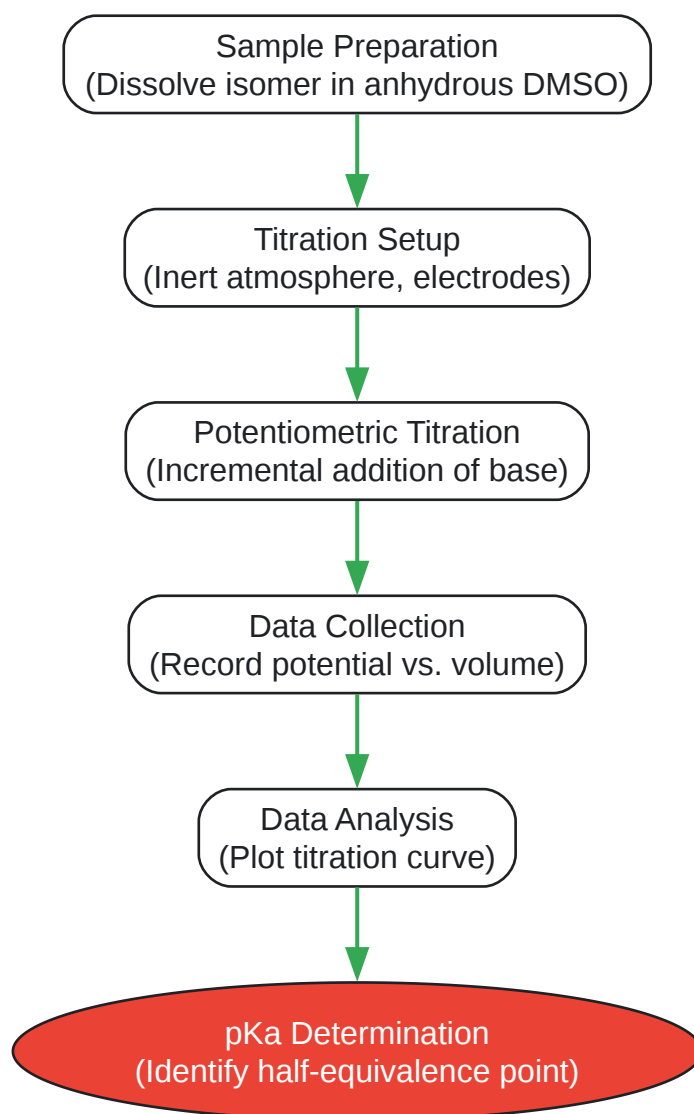 Sample Preparation
(Dissolve isomer in anhydrous DMSO)
Titration Setup
(Inert atmosphere, electrodes)
Potentiometric Titration
(Incremental addition of base)
Data Collection
(Record potential vs. volume)
Data Analysis
(Plot titration curve)
pKa Determination
(Identify half-equivalence point)